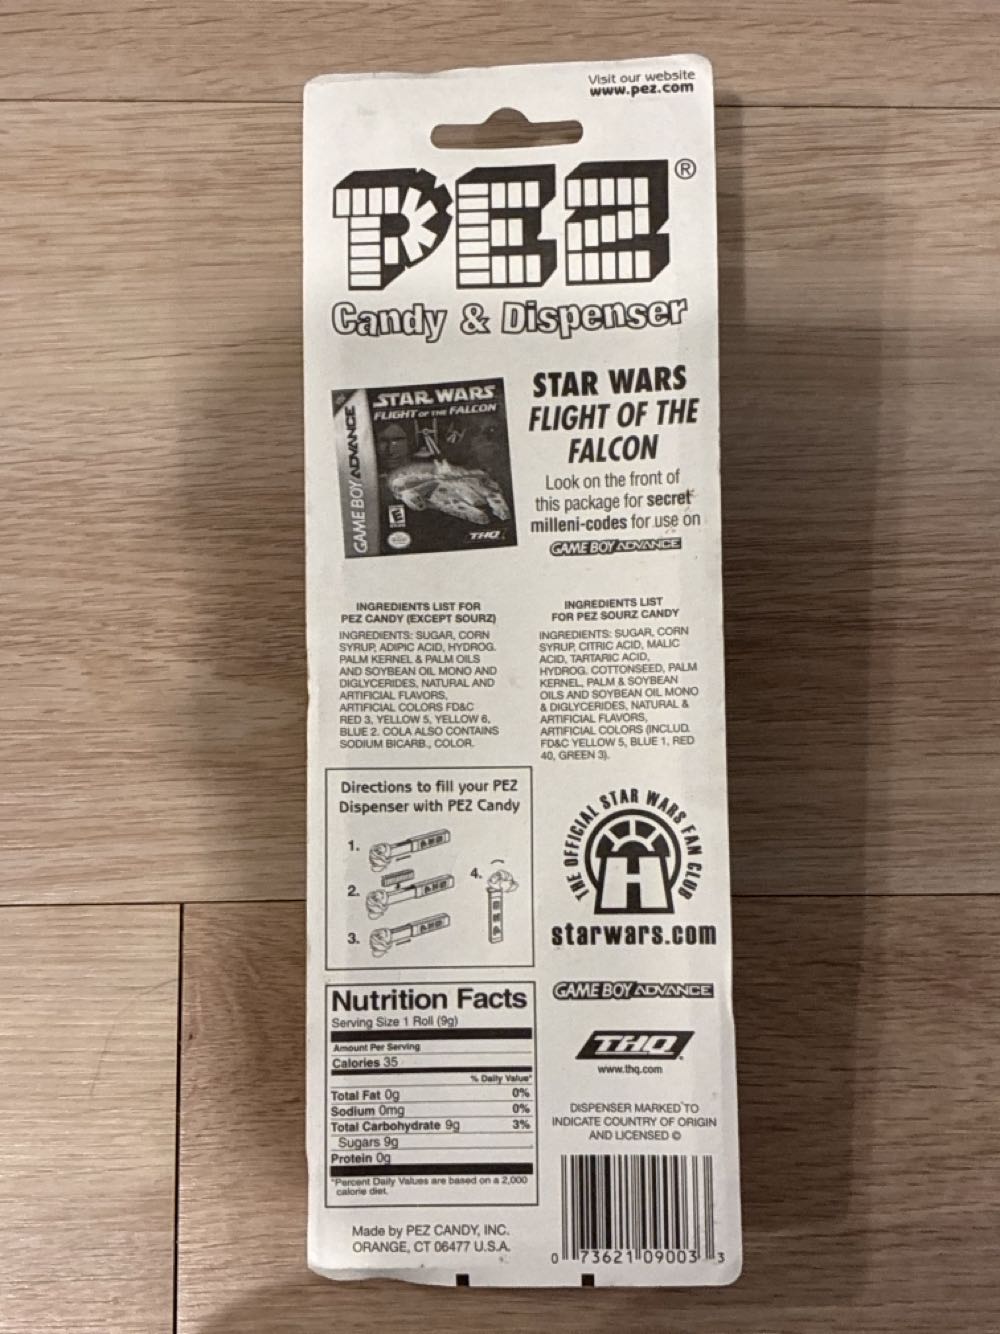 Visit our website
www.pez.com
PEZ®
Candy & Dispenser
STAR WARS
FLIGHT OF THE FALCON
GAME BOY ADVANCE
E
THQ
STAR WARS
FLIGHT OF THE
FALCON
Look on the front of
this package for secret
milleni-codes for use on
GAME BOY ADVANCE
INGREDIENTS LIST FOR
PEZ CANDY (EXCEPT SOURZ)
INGREDIENTS: SUGAR, CORN
SYRUP, ADIPIC ACID, HYDROG.
PALM KERNEL & PALM OILS
AND SOYBEAN OIL MONO AND
DIGLYCERIDES, NATURAL AND
ARTIFICIAL FLAVORS,
ARTIFICIAL COLORS FD&C
RED 3, YELLOW 5, YELLOW 6,
BLUE 2. COLA ALSO CONTAINS
SODIUM BICARB., COLOR.
INGREDIENTS LIST
FOR PEZ SOURZ CANDY
INGREDIENTS: SUGAR, CORN
SYRUP, CITRIC ACID, MALIC
ACID, TARTARIC ACID,
HYDROG. COTTONSEED, PALM
KERNEL, PALM & SOYBEAN
OILS AND SOYBEAN OIL MONO
& DIGLYCERIDES, NATURAL &
ARTIFICIAL FLAVORS,
ARTIFICIAL COLORS (INCLUD.
FD&C YELLOW 5, BLUE 1, RED
40, GREEN 3).
Directions to fill your PEZ
Dispenser with PEZ Candy
1.
2.
3.
4.
PEZ
PEZ
PEZ
PEZ
THE OFFICIAL STAR WARS FAN CLUB
starwars.com
GAME BOY ADVANCE
THQ®
www.thq.com
DISPENSER MARKED TO
INDICATE COUNTRY OF ORIGIN
AND LICENSED ©
Nutrition Facts
Serving Size 1 Roll (9g)
Amount Per Serving
Calories 35
% Daily Value*
Total Fat 0g 0%
Sodium 0mg 0%
Total Carbohydrate 9g 3%
Sugars 9g
Protein 0g
*Percent Daily Values are based on a 2,000
calorie diet.
Made by PEZ CANDY, INC.
ORANGE, CT 06477 U.S.A.
0 73621 09003 3